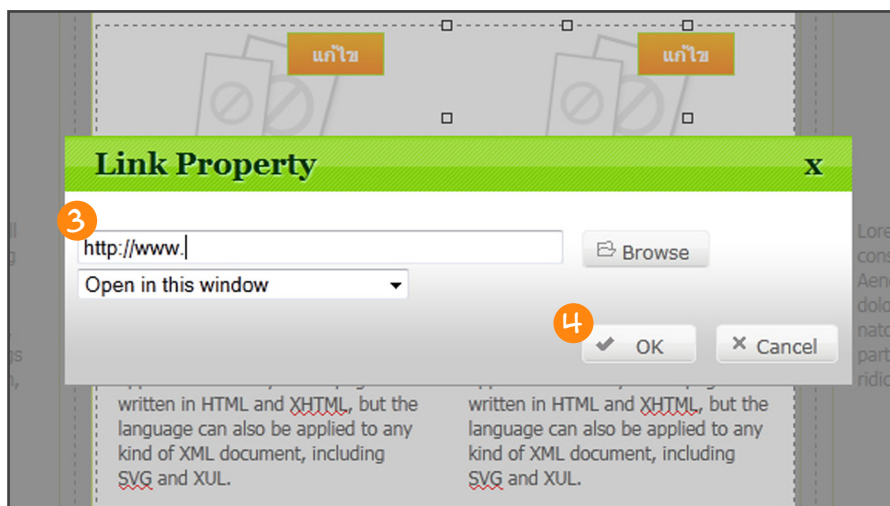 แก้ไข
แก้ไข
Link Property
x
3
http://www.
Browse
Open in this window
4
OK
Cancel
written in HTML and XHTML, but the
language can also be applied to any
kind of XML document, including
SVG and XUL.
written in HTML and XHTML, but the
language can also be applied to any
kind of XML document, including
SVG and XUL.